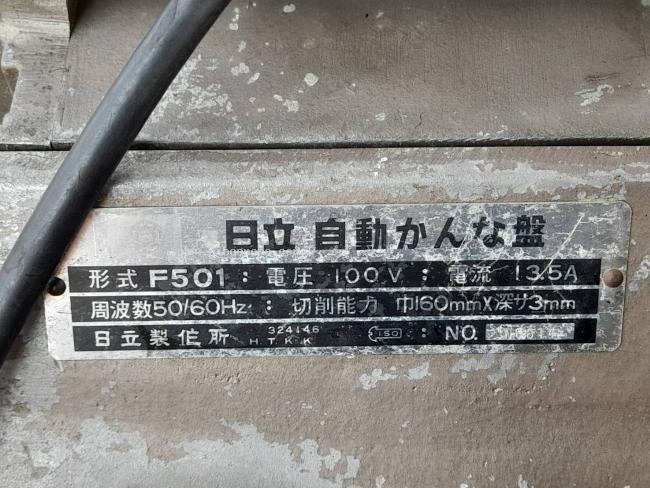 日立 自動かんな盤
形式 F501 : 電圧 100V : 電流 13.5A
周波数50/60Hz : 切削能力 巾160mm×深サ3mm
日立製作所 324146 HTKK ISO : NO.